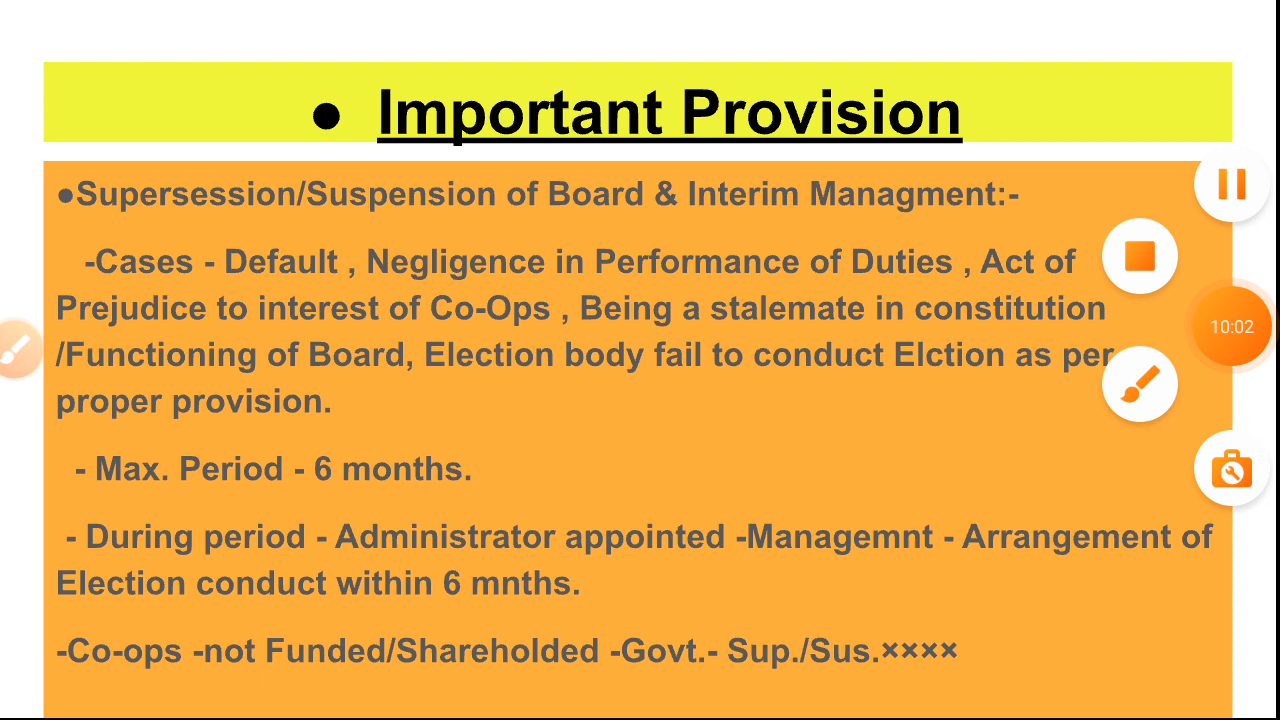 ● Important Provision
●Supersession/Suspension of Board & Interim Managment:-
-Cases - Default , Negligence in Performance of Duties , Act of
Prejudice to interest of Co-Ops , Being a stalemate in constitution
/Functioning of Board, Election body fail to conduct Elction as per
proper provision.
- Max. Period - 6 months.
- During period - Administrator appointed -Managemnt - Arrangement of
Election conduct within 6 mnths.
-Co-ops -not Funded/Shareholded -Govt.- Sup./Sus.××××
10:02